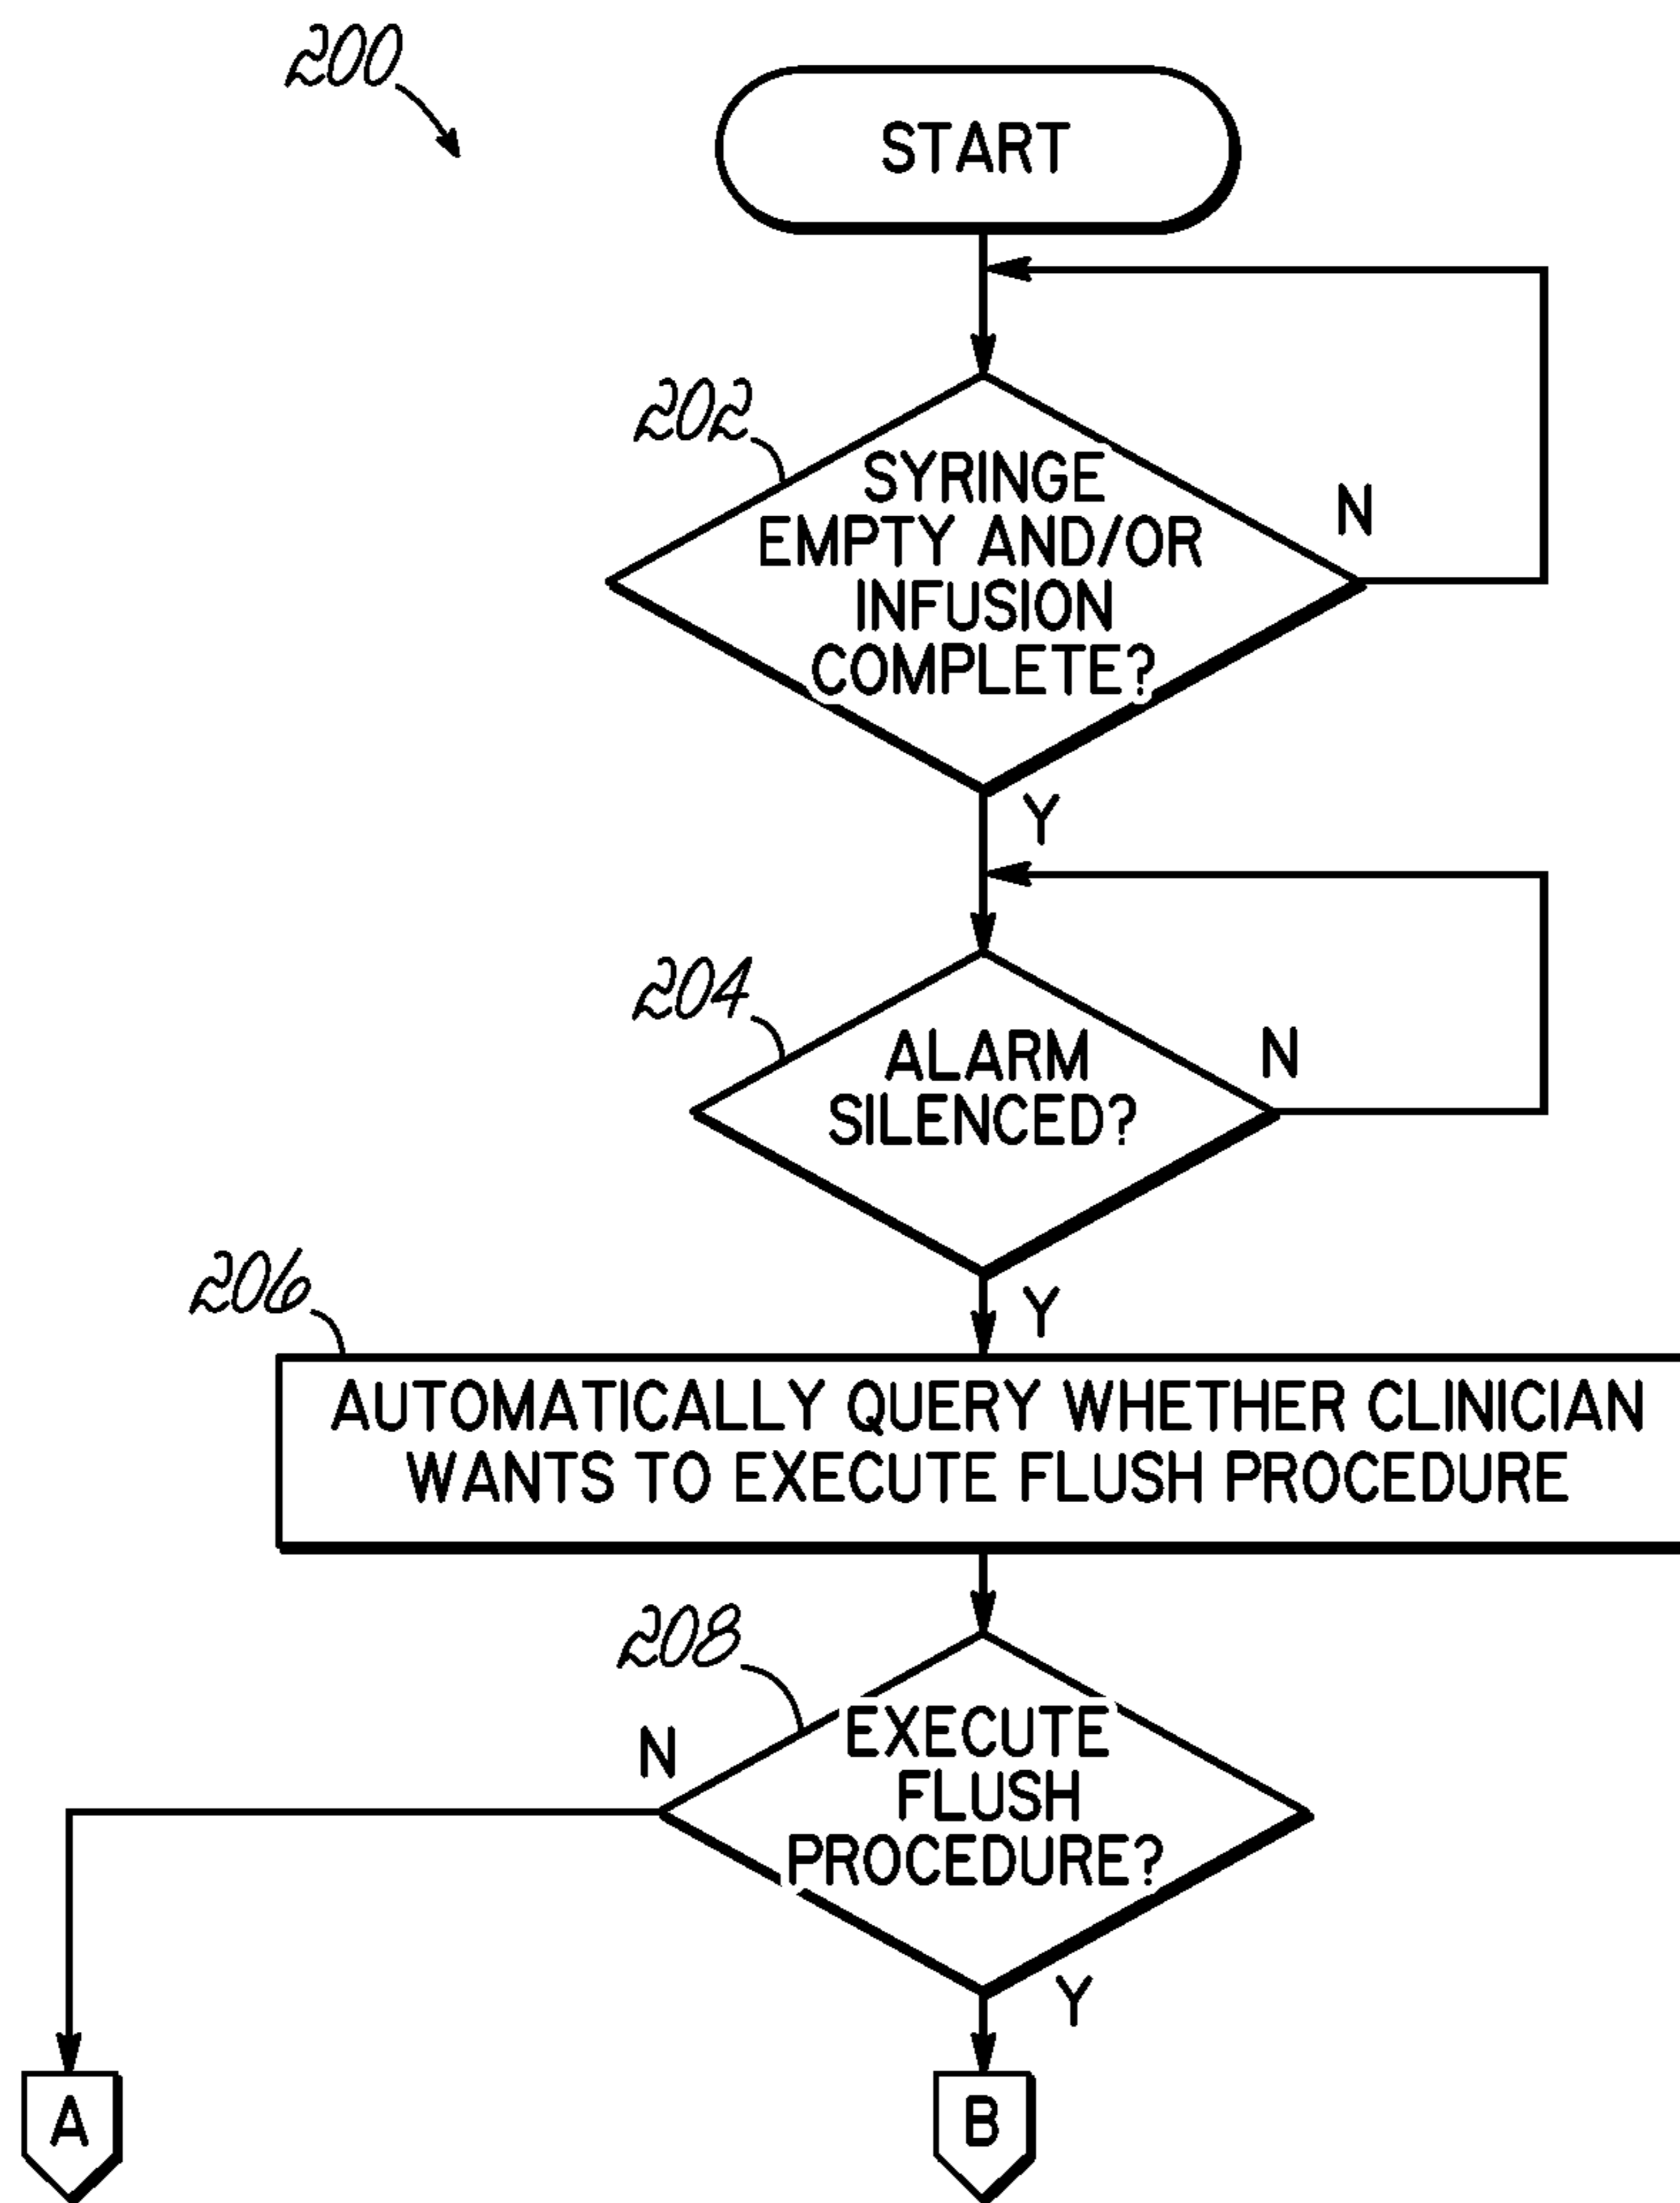 200
START
202
SYRINGE
EMPTY AND/OR
INFUSION
COMPLETE?
N
Y
204
ALARM
SILENCED?
N
Y
206
AUTOMATICALLY QUERY WHETHER CLINICIAN
WANTS TO EXECUTE FLUSH PROCEDURE
208
EXECUTE
FLUSH
PROCEDURE?
N
Y
A
B